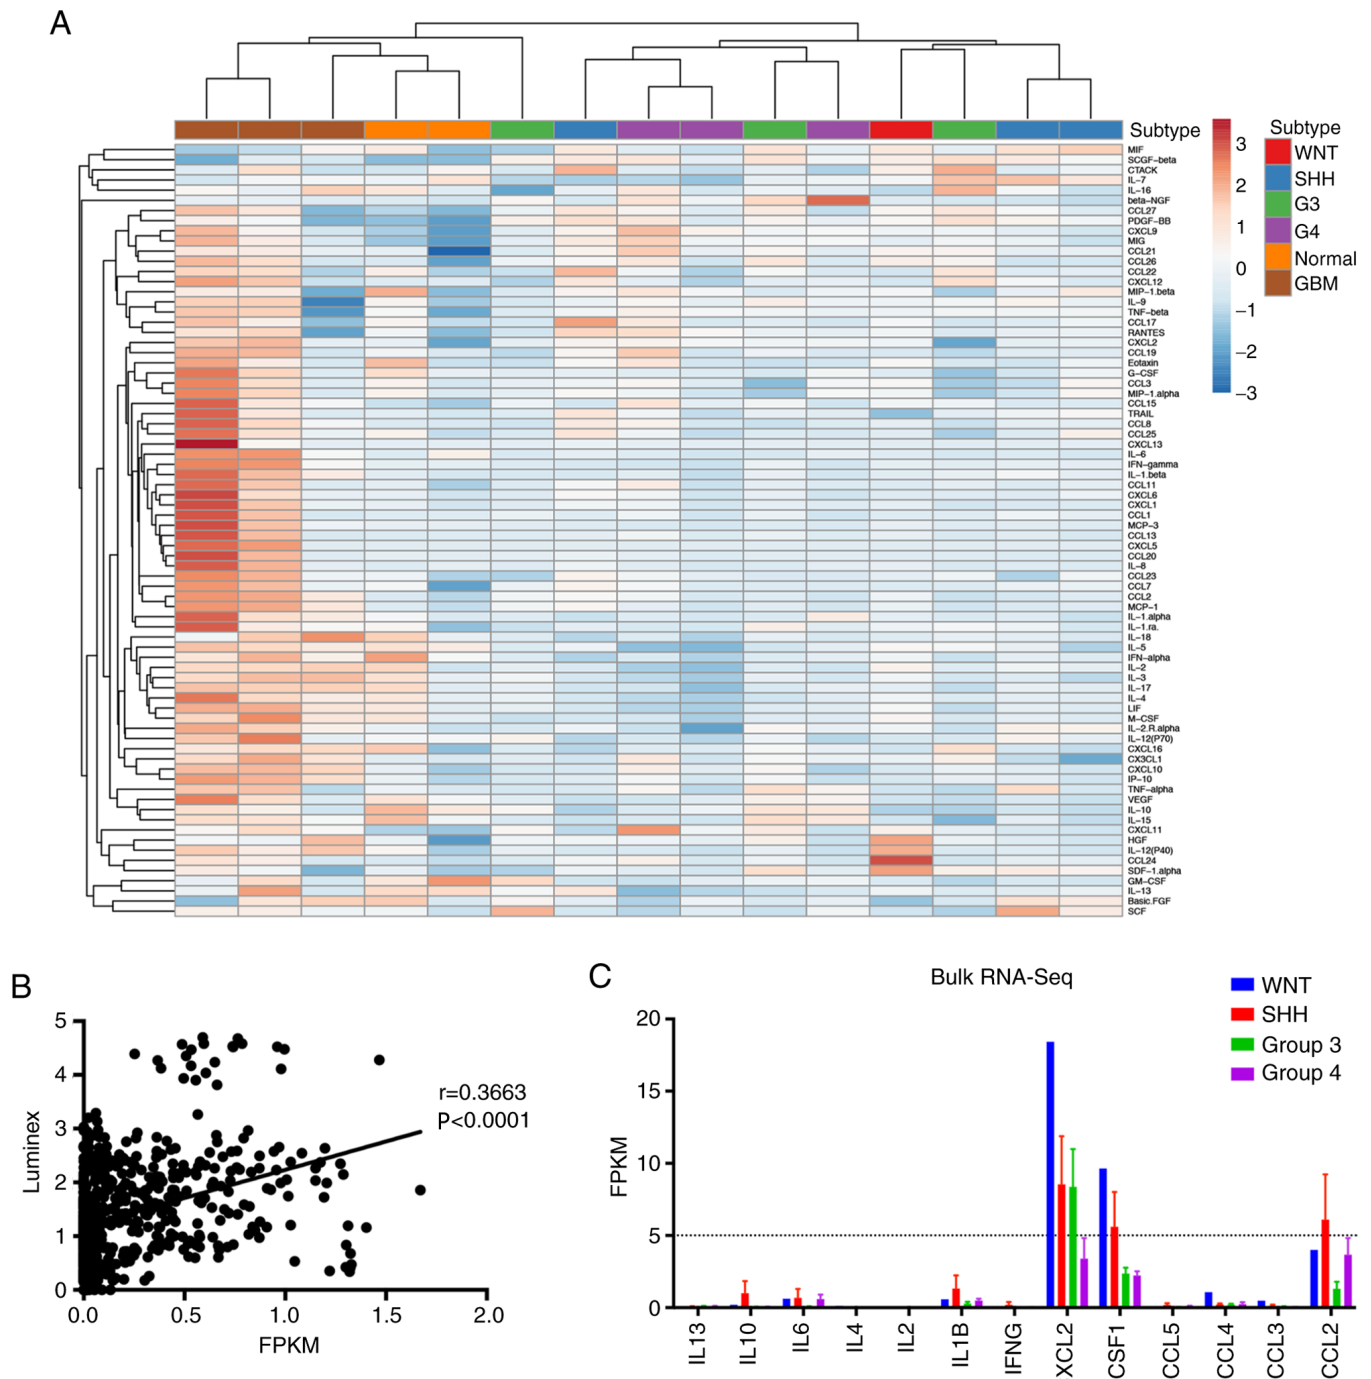 A
Subtype
MIF
SCGF-beta
CTACK
IL-7
IL-16
beta-NGF
CCL27
PDGF-BB
CXCL9
MIG
CCL21
CCL26
CCL22
CXCL12
MIP-1.beta
IL-9
TNF-beta
CCL17
RANTES
CXCL2
CCL19
Eotaxin
G-CSF
CCL3
MIP-1.alpha
CCL15
TRAIL
CCL8
CCL25
CXCL13
IL-6
IFN-gamma
IL-1.beta
CCL11
CXCL6
CXCL1
CCL1
MCP-3
CCL13
CXCL5
CCL20
IL-8
CCL23
CCL7
CCL2
MCP-1
IL-1.alpha
IL-1.ra.
IL-18
IL-5
IFN-alpha
IL-2
IL-3
IL-17
IL-4
LIF
M-CSF
IL-2.R.alpha
IL-12(P70)
CXCL16
CX3CL1
CXCL10
IP-10
TNF-alpha
VEGF
IL-10
IL-15
CXCL11
HGF
IL-12(P40)
CCL24
SDF-1.alpha
GM-CSF
IL-13
Basic.FGF
SCF
3
2
1
0
−1
−2
−3
Subtype
WNT
SHH
G3
G4
Normal
GBM
B
Luminex
5
4
3
2
1
0
0.0 0.5 1.0 1.5 2.0
FPKM
r=0.3663
P<0.0001
C
Bulk RNA-Seq
WNT
SHH
Group 3
Group 4
FPKM
20
15
10
5
0
IL13 IL10 IL6 IL4 IL2 IL1B IFNG XCL2 CSF1 CCL5 CCL4 CCL3 CCL2